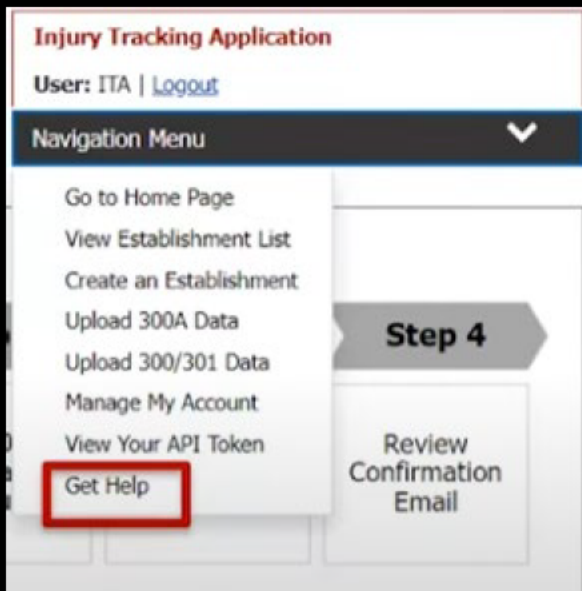 Injury Tracking Application
User: ITA | Logout
Navigation Menu
Go to Home Page
View Establishment List
Create an Establishment
Upload 300A Data
Upload 300/301 Data
Manage My Account
View Your API Token
Get Help
Step 4
Review
Confirmation
Email